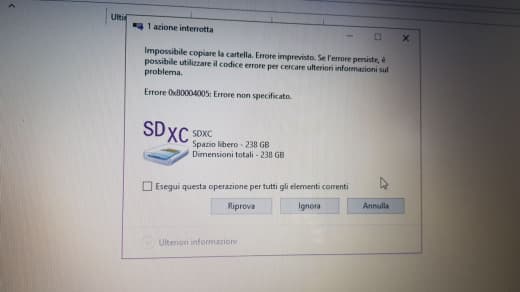 Ulti
1 azione interrotta
Impossibile copiare la cartella. Errore imprevisto. Se l'errore persiste, è
possibile utilizzare il codice errore per cercare ulteriori informazioni sul
problema.
Errore 0x80004005: Errore non specificato.
SDXC
SDXC
Spazio libero - 238 GB
Dimensioni totali - 238 GB
Esegui questa operazione per tutti gli elementi correnti
Riprova
Ignora
Annulla
Ulteriori informazioni